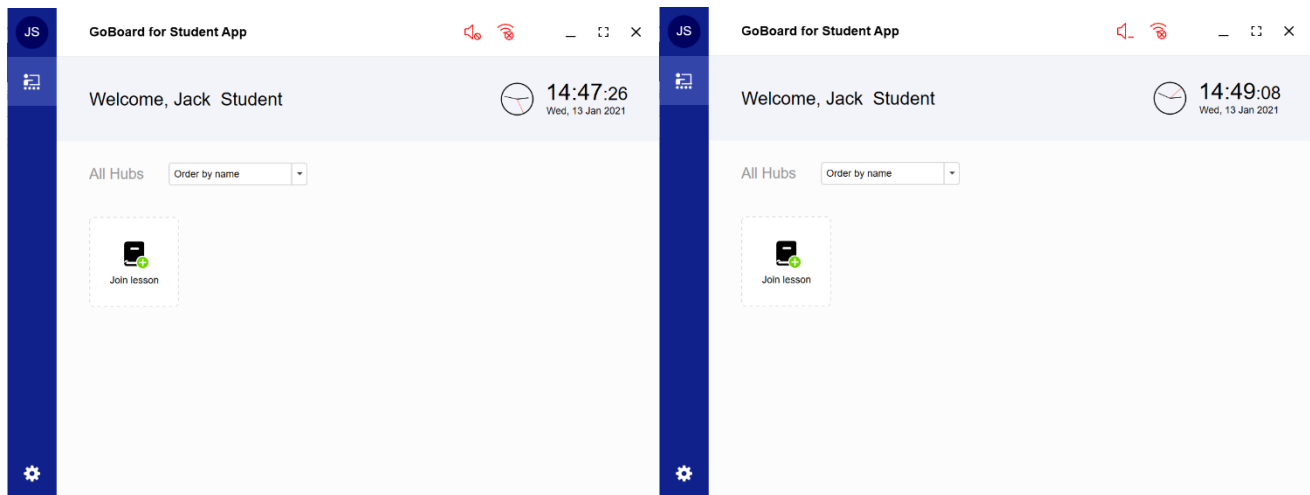 JS
GoBoard for Student App
Welcome, Jack Student
14:47:26
Wed, 13 Jan 2021
All Hubs
Order by name
Join lesson
JS
GoBoard for Student App
Welcome, Jack Student
14:49:08
Wed, 13 Jan 2021
All Hubs
Order by name
Join lesson